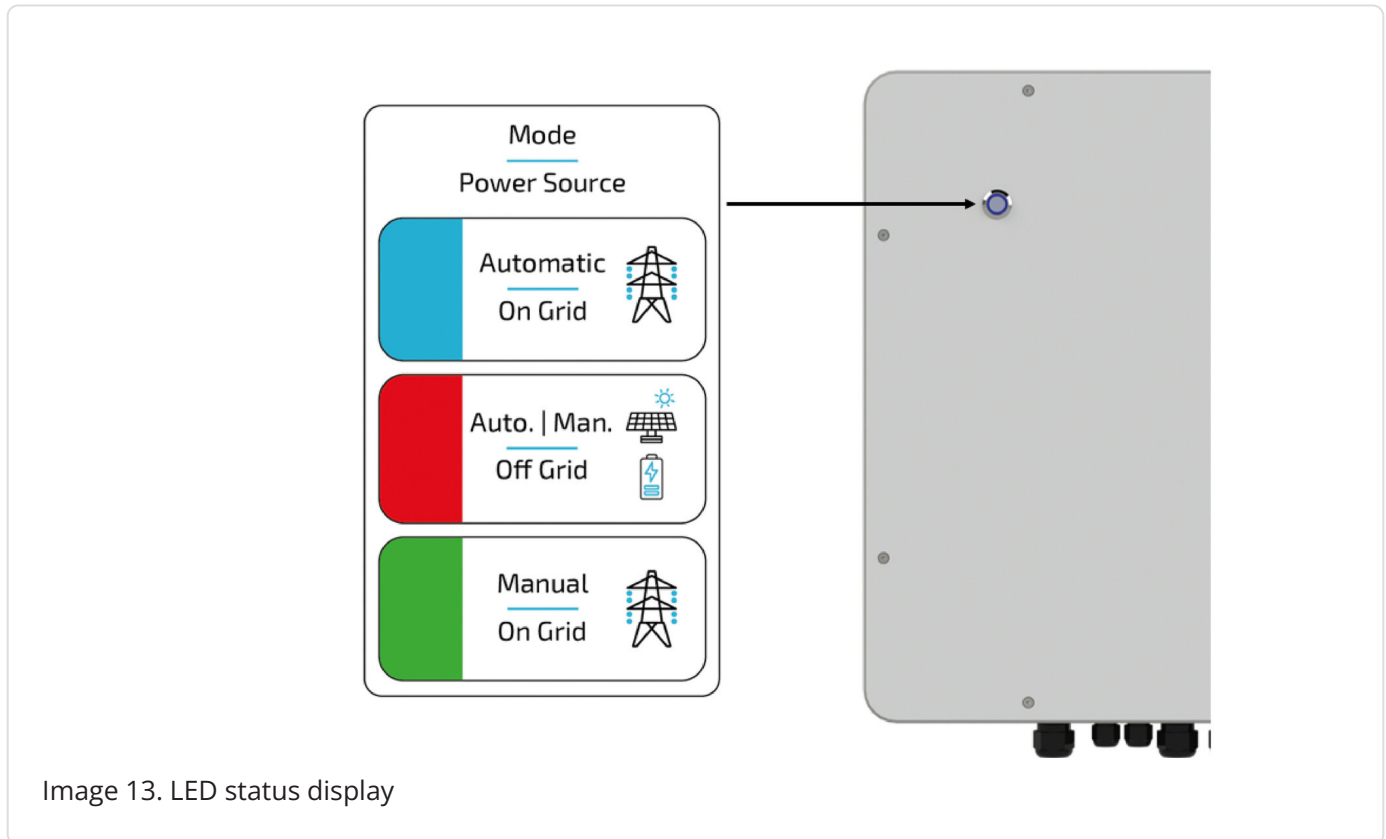 Mode
Power Source
Automatic
On Grid
Auto. | Man.
Off Grid
Manual
On Grid
Image 13. LED status display